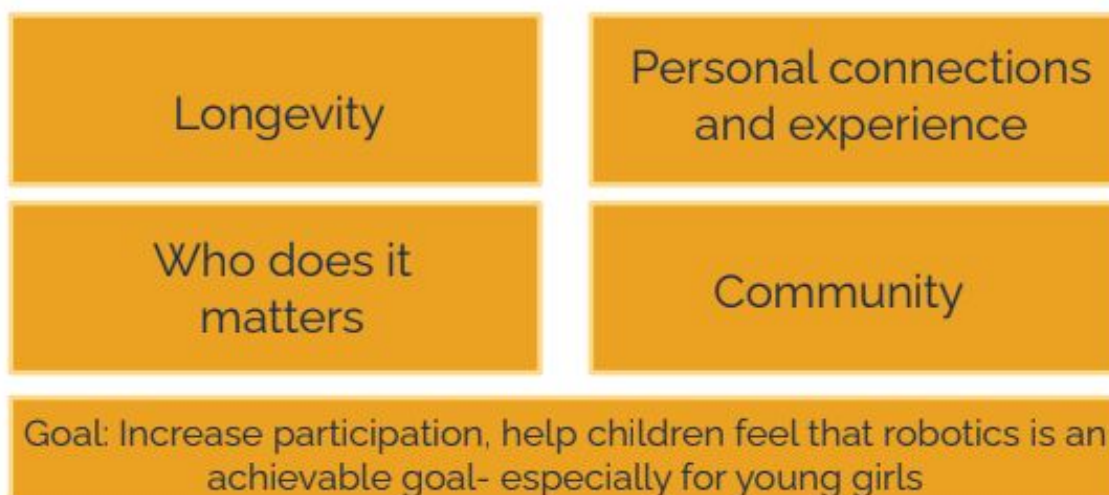 Longevity
Personal connections
and experience
Who does it
matters
Community
Goal: Increase participation, help children feel that robotics is an
achievable goal- especially for young girls